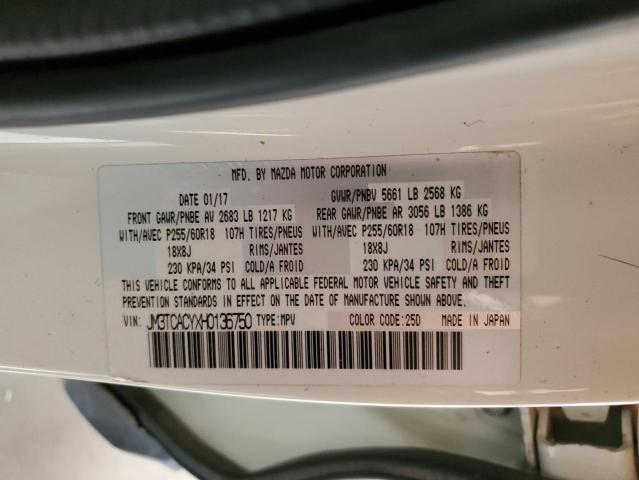 MFD. BY MAZDA MOTOR CORPORATION
DATE 01/17 GVWR/PNBV 5661 LB 2568 KG
FRONT GAWR/PNBE AV 2683 LB 1217 KG REAR GAWR/PNBE AR 3056 LB 1386 KG
WITH/AVEC P255/60R18 107H TIRES/PNEUS WITH/AVEC P255/60R18 107H TIRES/PNEUS
18X8J RIMS/JANTES 18X8J RIMS/JANTES
230 KPA/34 PSI COLD/A FROID 230 KPA/34 PSI COLD/A FROID
THIS VEHICLE CONFORMS TO ALL APPLICABLE FEDERAL MOTOR VEHICLE SAFETY AND THEFT
PREVENTION STANDARDS IN EFFECT ON THE DATE OF MANUFACTURE SHOWN ABOVE.
VIN: JM3TCACYXH0136750 TYPE:MPV COLOR CODE:25D MADE IN JAPAN